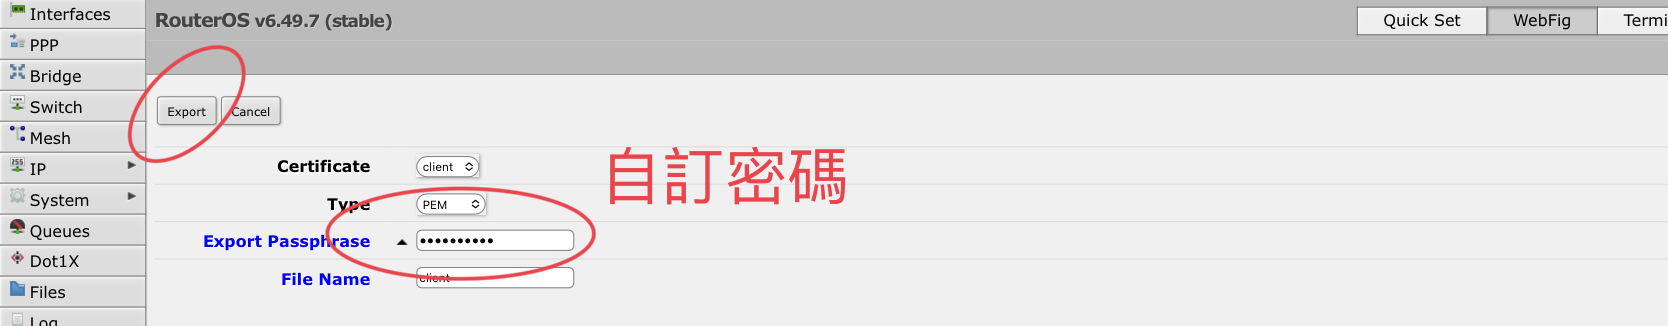 Interfaces
PPP
Bridge
Switch
Mesh
IP
System
Queues
Dot1X
Files
Log
RouterOS v6.49.7 (stable)
Quick Set
WebFig
Termi
Export
Cancel
Certificate
client
Type
PEM
Export Passphrase
••••••••••
File Name
client
自訂密碼